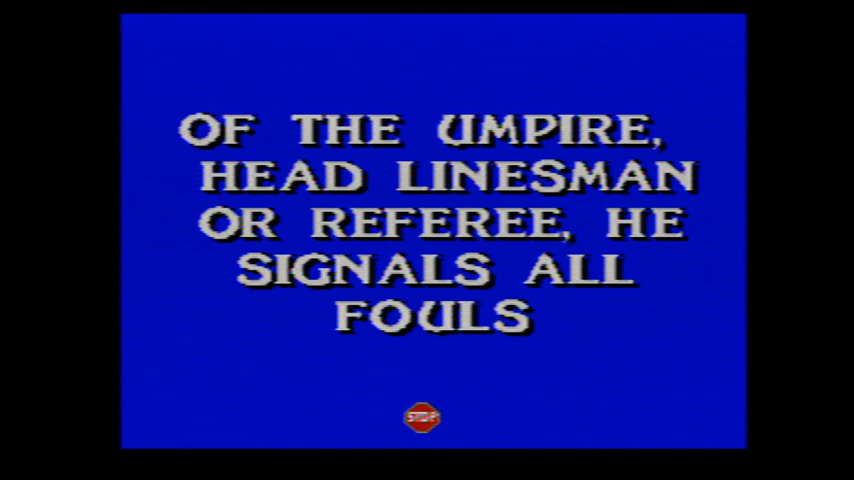 OF THE UMPIRE,
HEAD LINESMAN
OR REFEREE, HE
SIGNALS ALL
FOULS
STOP